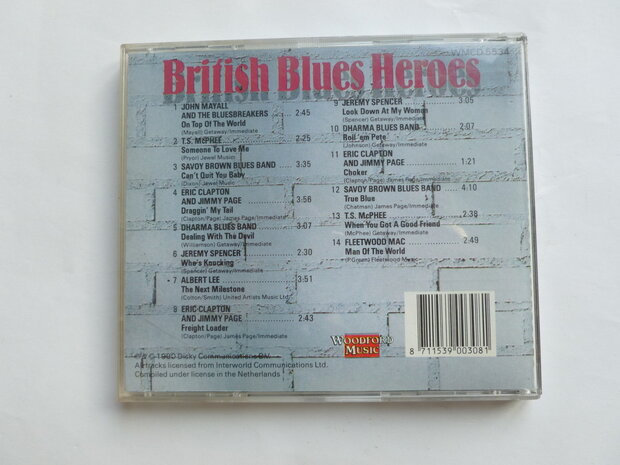 WMCD 5534
British Blues Heroes
1 JOHN MAYALL
AND THE BLUESBREAKERS ... 2:45
On Top Of The World
(Mayall) Getaway/Immediate
2 T.S. McPHEE ... 2:25
Someone To Love Me
(Pryor) Jewel Musics
3 SAVOY BROWN BLUES BAND ... 3:35
Can't Quit You Baby
(Dixon) Jewel Music
4 ERIC CLAPTON
AND JIMMY PAGE ... 3:58
Draggin' My Tail
(Clapton/Page) James Page/Immediate
5 DHARMA BLUES BAND ... 3:07
Dealing With The Devil
(Williamson) Getaway/Immediate
6 JEREMY SPENCER ... 2:30
Who's Knocking
(Spencer) Getaway/Immediate
7 ALBERT LEE ... 3:51
The Next Milestone
(Colton/Smith) United Artists Music Ltd.
8 ERIC CLAPTON
AND JIMMY PAGE ... 2:43
Freight Loader
(Clapton/Page) James Page/Immediate
9 JEREMY SPENCER ... 3:05
Look Down At My Woman
(Spencer) Getaway/Immediate
10 DHARMA BLUES BAND ... 2:07
Roll 'em Pete
(Johnson) Getaway/Immediate
11 ERIC CLAPTON
AND JIMMY PAGE ... 1:21
Choker
(Clapton/Page) James Page/Immediate
12 SAVOY BROWN BLUES BAND ... 4:10
True Blue
(Chatman) James Page/Immediate
13 T.S. McPHEE ... 2:38
When You Got A Good Friend
(McPhee) Getaway/Immediate
14 FLEETWOOD MAC ... 2:49
Man Of The World
(P.Green) Fleetwood Music
WOODFORD
MUSIC
8 711539 003081
Dicky Communications BV.
All tracks licensed from Interworld Communications Ltd.
Compiled under license in the Netherlands